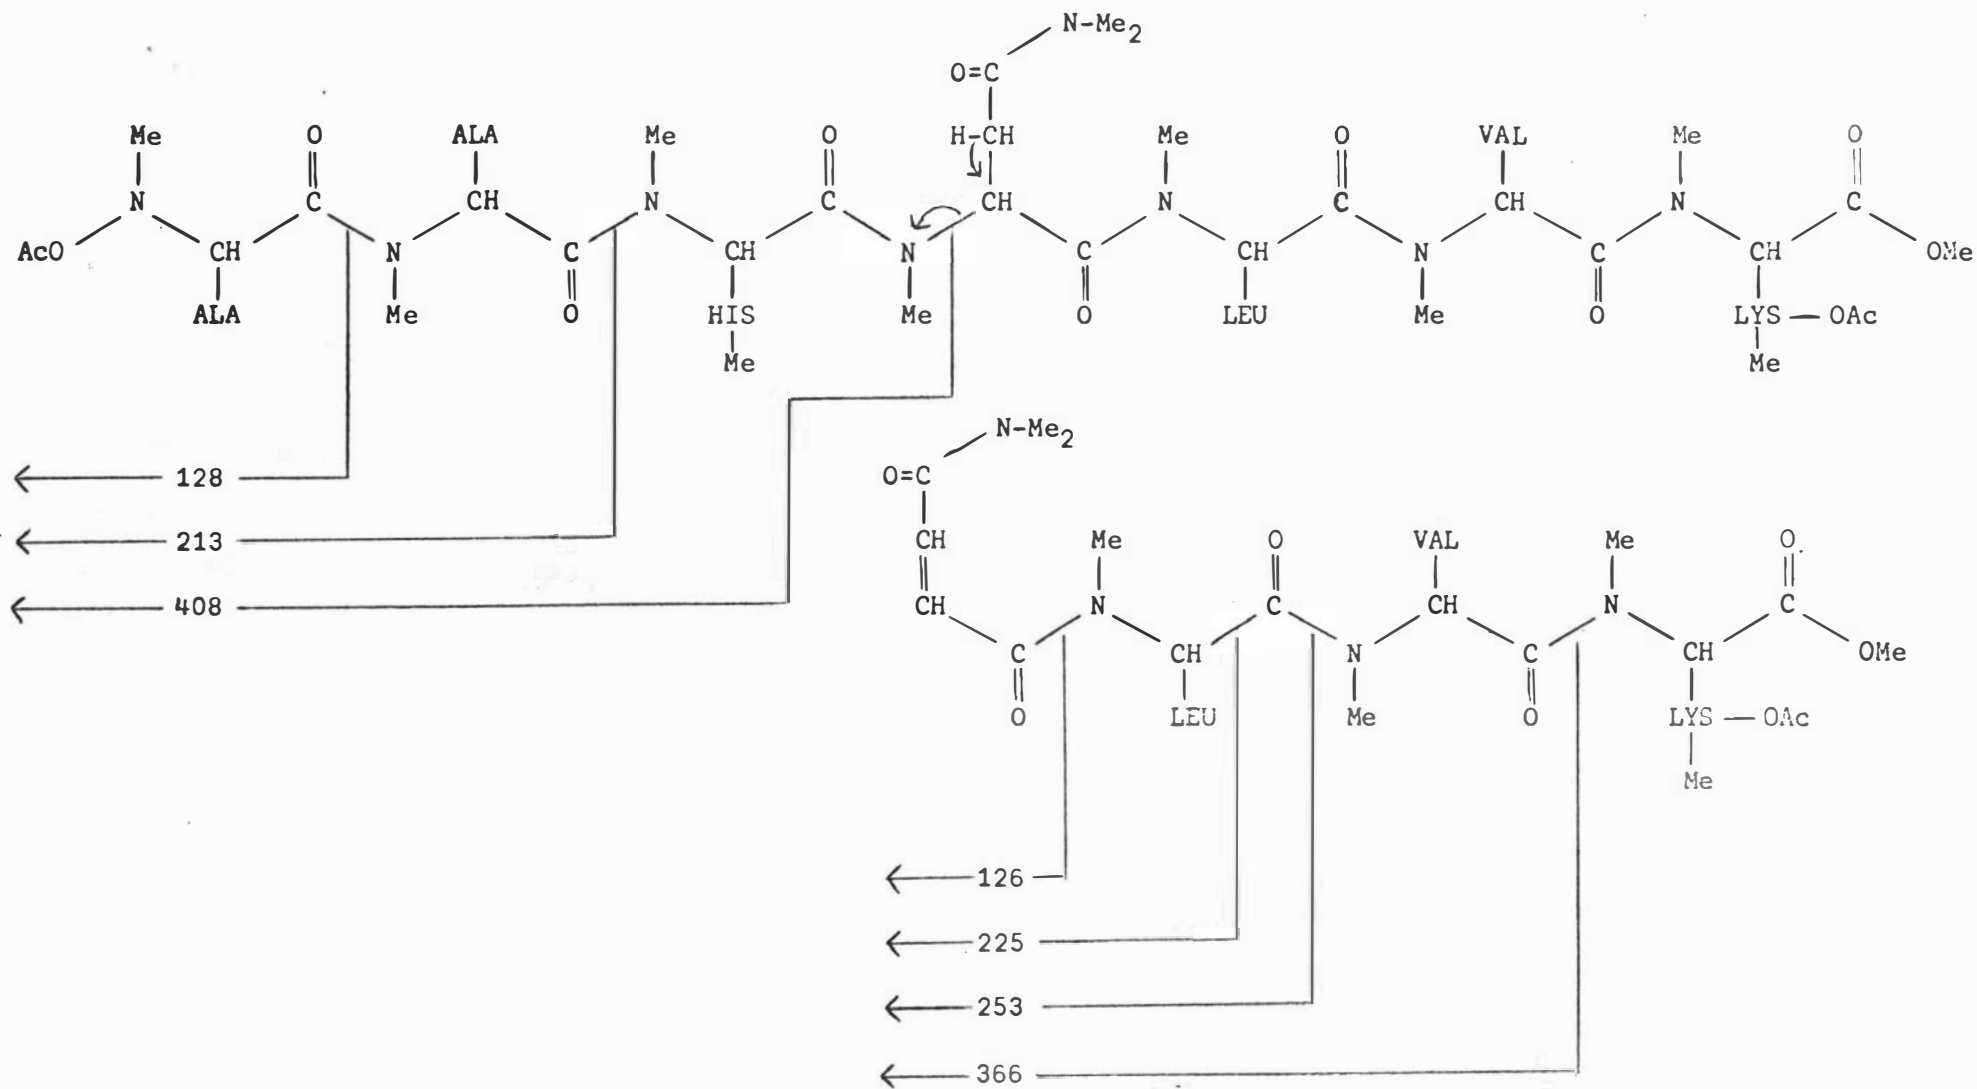 N-Me2
O=C
Me O ALA Me O H-CH Me O VAL Me O
N C CH N C CH N C CH N C
AcO CH N C CH N C CH N C CH OMe
ALA Me O HIS Me O LEU Me O LYS — OAc
Me Me
N-Me2
O=C
128
CH Me O VAL Me O
213
408
CH N C CH N C
C CH N C CH OMe
O LEU Me O LYS — OAc
Me
126
225
253
366